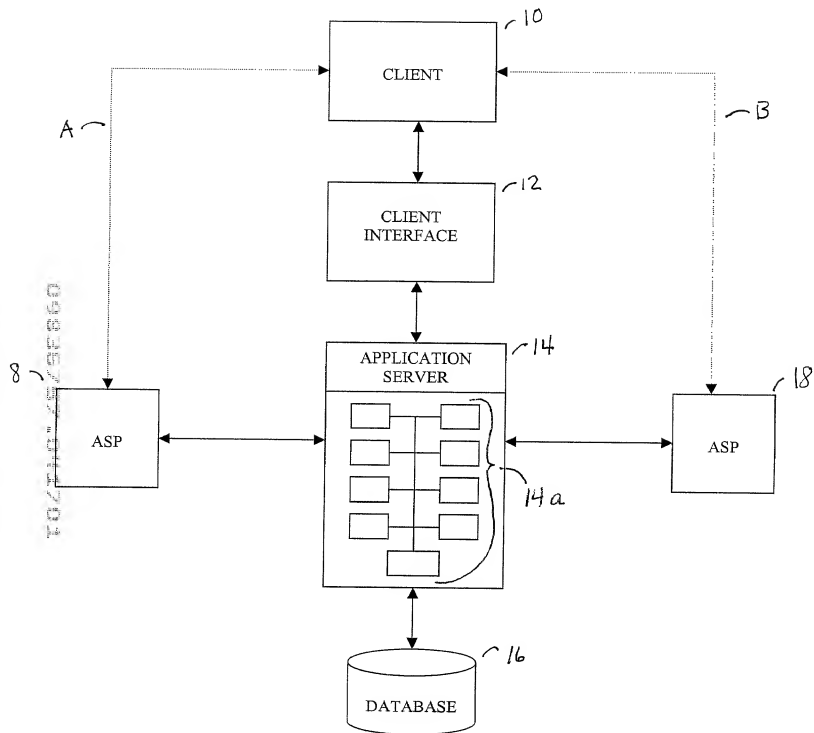 10
CLIENT
A
B
12
CLIENT
INTERFACE
14
APPLICATION
SERVER
8
18
ASP
ASP
14a
16
DATABASE